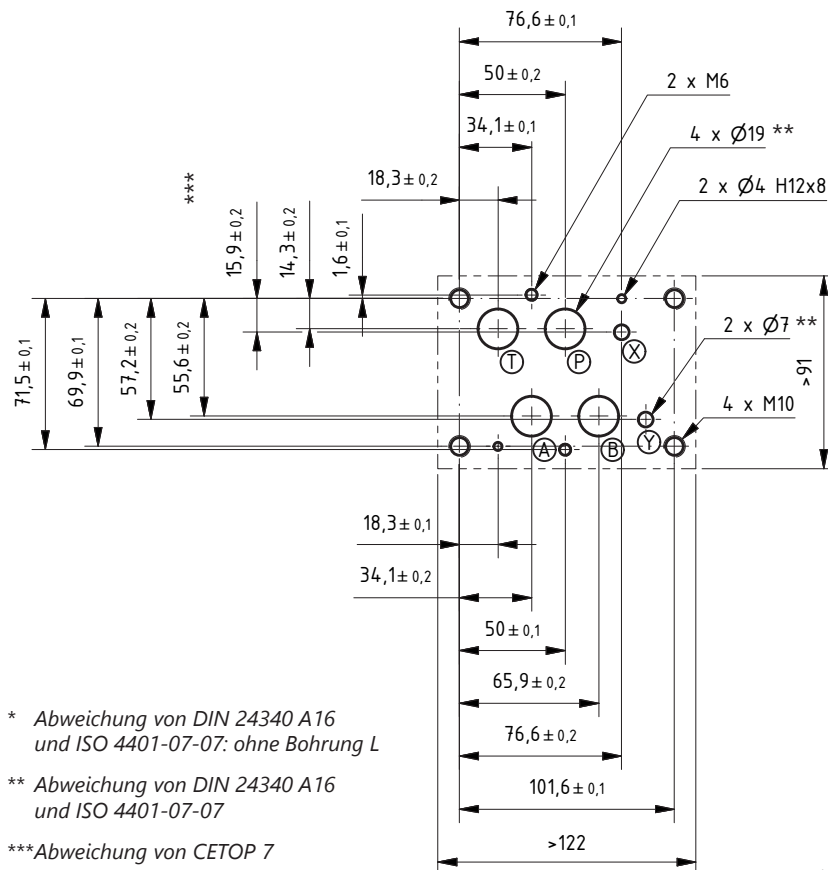 76,6 ± 0,1
50 ± 0,2
2 x M6
34,1 ± 0,1
4 x Ø19 **
18,3 ± 0,2
2 x Ø4 H12x8
***
15,9 ± 0,2
14,3 ± 0,2
1,6 ± 0,1
71,5 ± 0,1
69,9 ± 0,1
57,2 ± 0,2
55,6 ± 0,2
T
P
X
2 x Ø7 **
>91
4 x M10
A
B
Y
18,3 ± 0,1
34,1 ± 0,2
50 ± 0,1
65,9 ± 0,2
76,6 ± 0,2
101,6 ± 0,1
>122
* Abweichung von DIN 24340 A16
und ISO 4401-07-07: ohne Bohrung L
** Abweichung von DIN 24340 A16
und ISO 4401-07-07
***Abweichung von CETOP 7